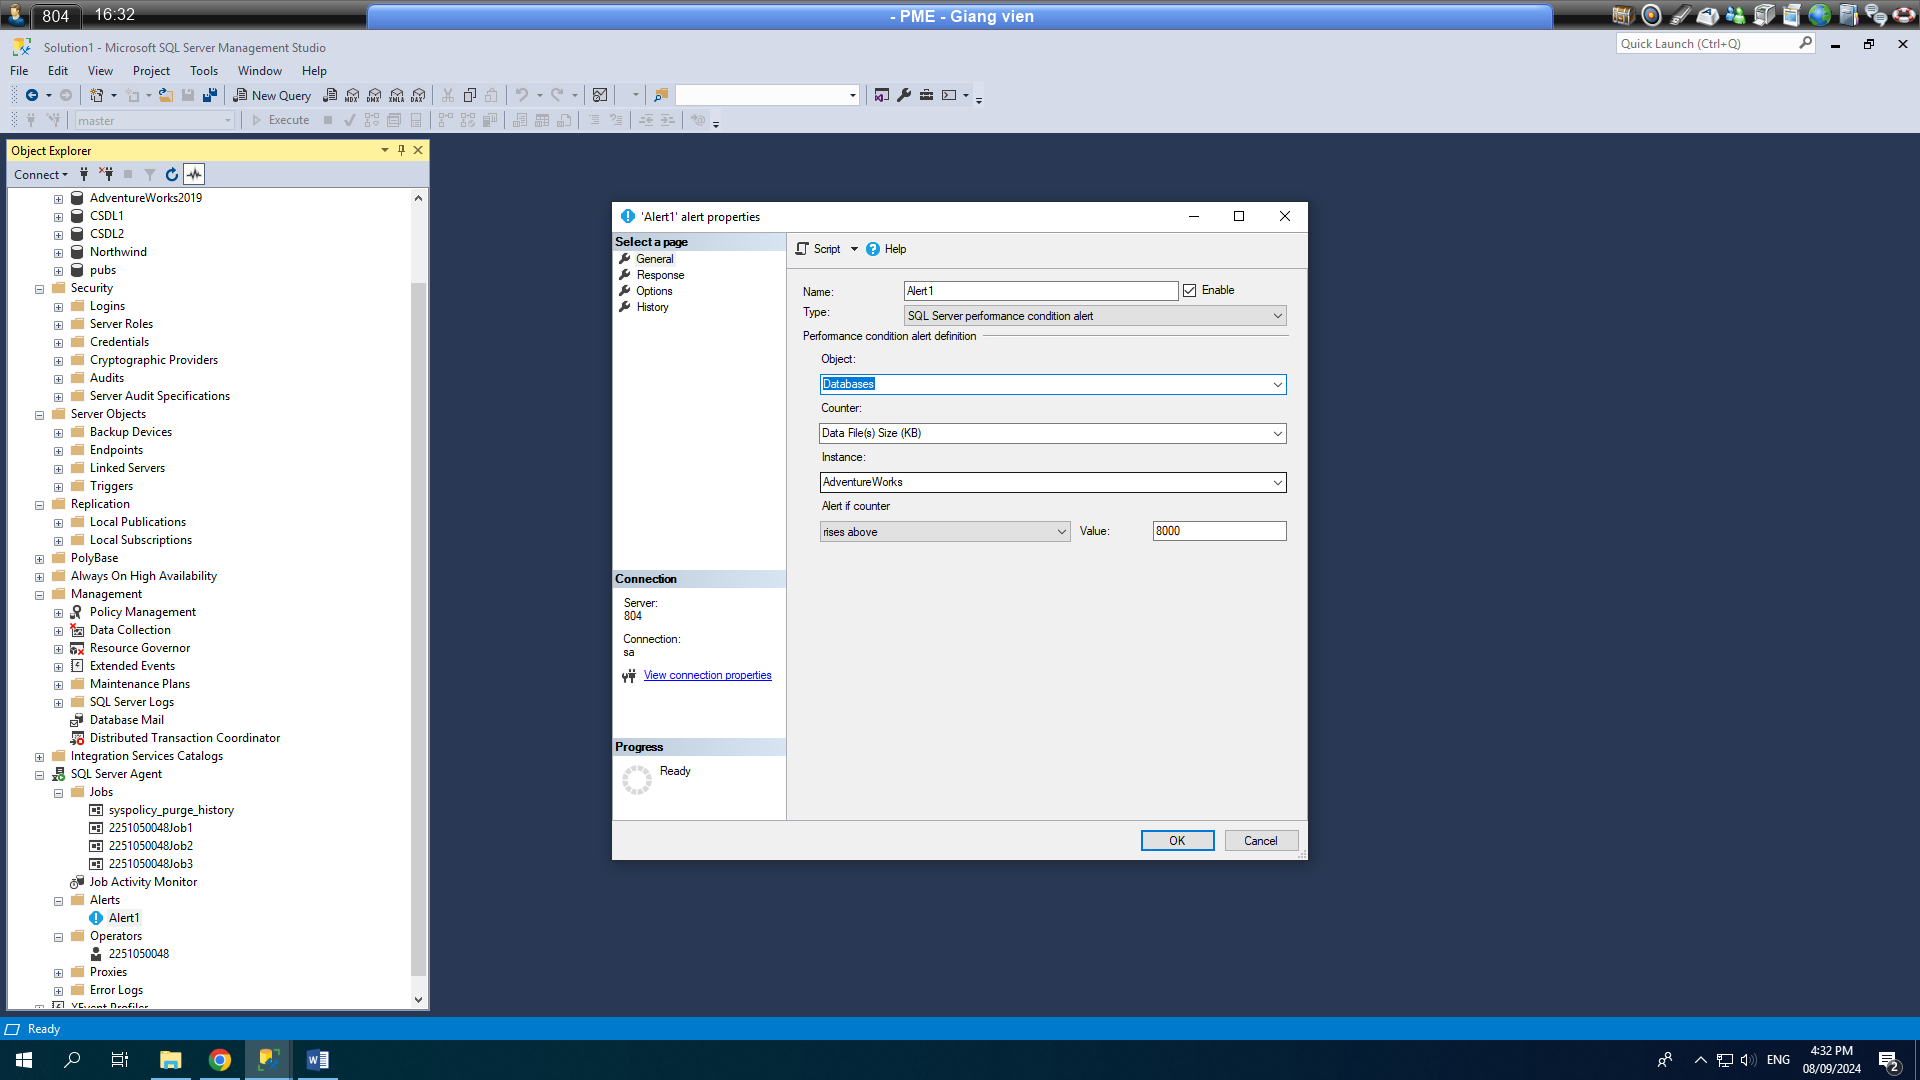 804 16:32 - PME - Giang vien
Solution1 - Microsoft SQL Server Management Studio
Quick Launch (Ctrl+Q)
File Edit View Project Tools Window Help
New Query MDX DMX XMLA DAX
master Execute
Object Explorer
Connect
AdventureWorks2019
CSDL1
CSDL2
Northwind
pubs
Security
Logins
Server Roles
Credentials
Cryptographic Providers
Audits
Server Audit Specifications
Server Objects
Backup Devices
Endpoints
Linked Servers
Triggers
Replication
Local Publications
Local Subscriptions
PolyBase
Always On High Availability
Management
Policy Management
Data Collection
Resource Governor
Extended Events
Maintenance Plans
SQL Server Logs
Database Mail
Distributed Transaction Coordinator
Integration Services Catalogs
SQL Server Agent
Jobs
syspolicy_purge_history
2251050048Job1
2251050048Job2
2251050048Job3
Job Activity Monitor
Alerts
Alert1
Operators
2251050048
Proxies
Error Logs
XEvent Profiler
'Alert1' alert properties
Select a page
General
Response
Options
History
Connection
Server:
804
Connection:
sa
View connection properties
Progress
Ready
Script Help
Name: Alert1 Enable
Type: SQL Server performance condition alert
Performance condition alert definition
Object:
Databases
Counter:
Data File(s) Size (KB)
Instance:
AdventureWorks
Alert if counter
rises above Value: 8000
OK Cancel
Ready
ENG
4:32 PM
08/09/2024
2